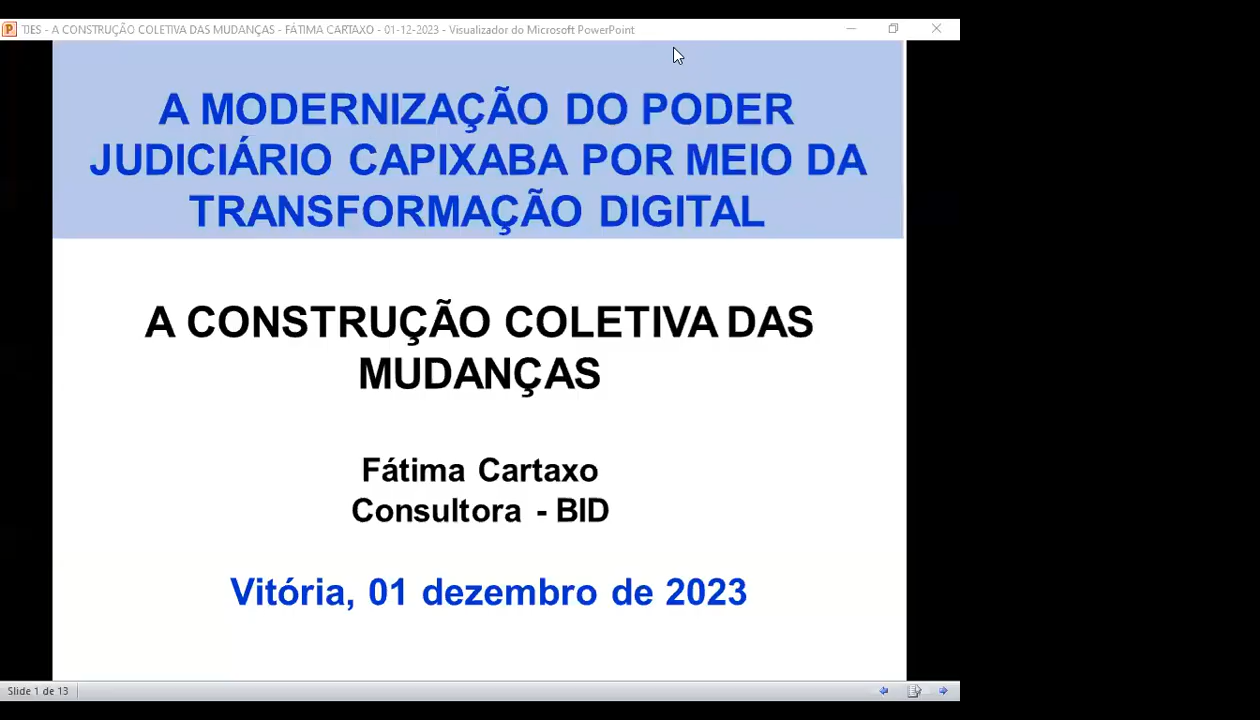 TJES - A CONSTRUÇÃO COLETIVA DAS MUDANÇAS - FÁTIMA CARTAXO - 01-12-2023 - Visualizador do Microsoft PowerPoint
A MODERNIZAÇÃO DO PODER
JUDICIÁRIO CAPIXABA POR MEIO DA
TRANSFORMAÇÃO DIGITAL
A CONSTRUÇÃO COLETIVA DAS
MUDANÇAS
Fátima Cartaxo
Consultora - BID
Vitória, 01 dezembro de 2023
Slide 1 de 13